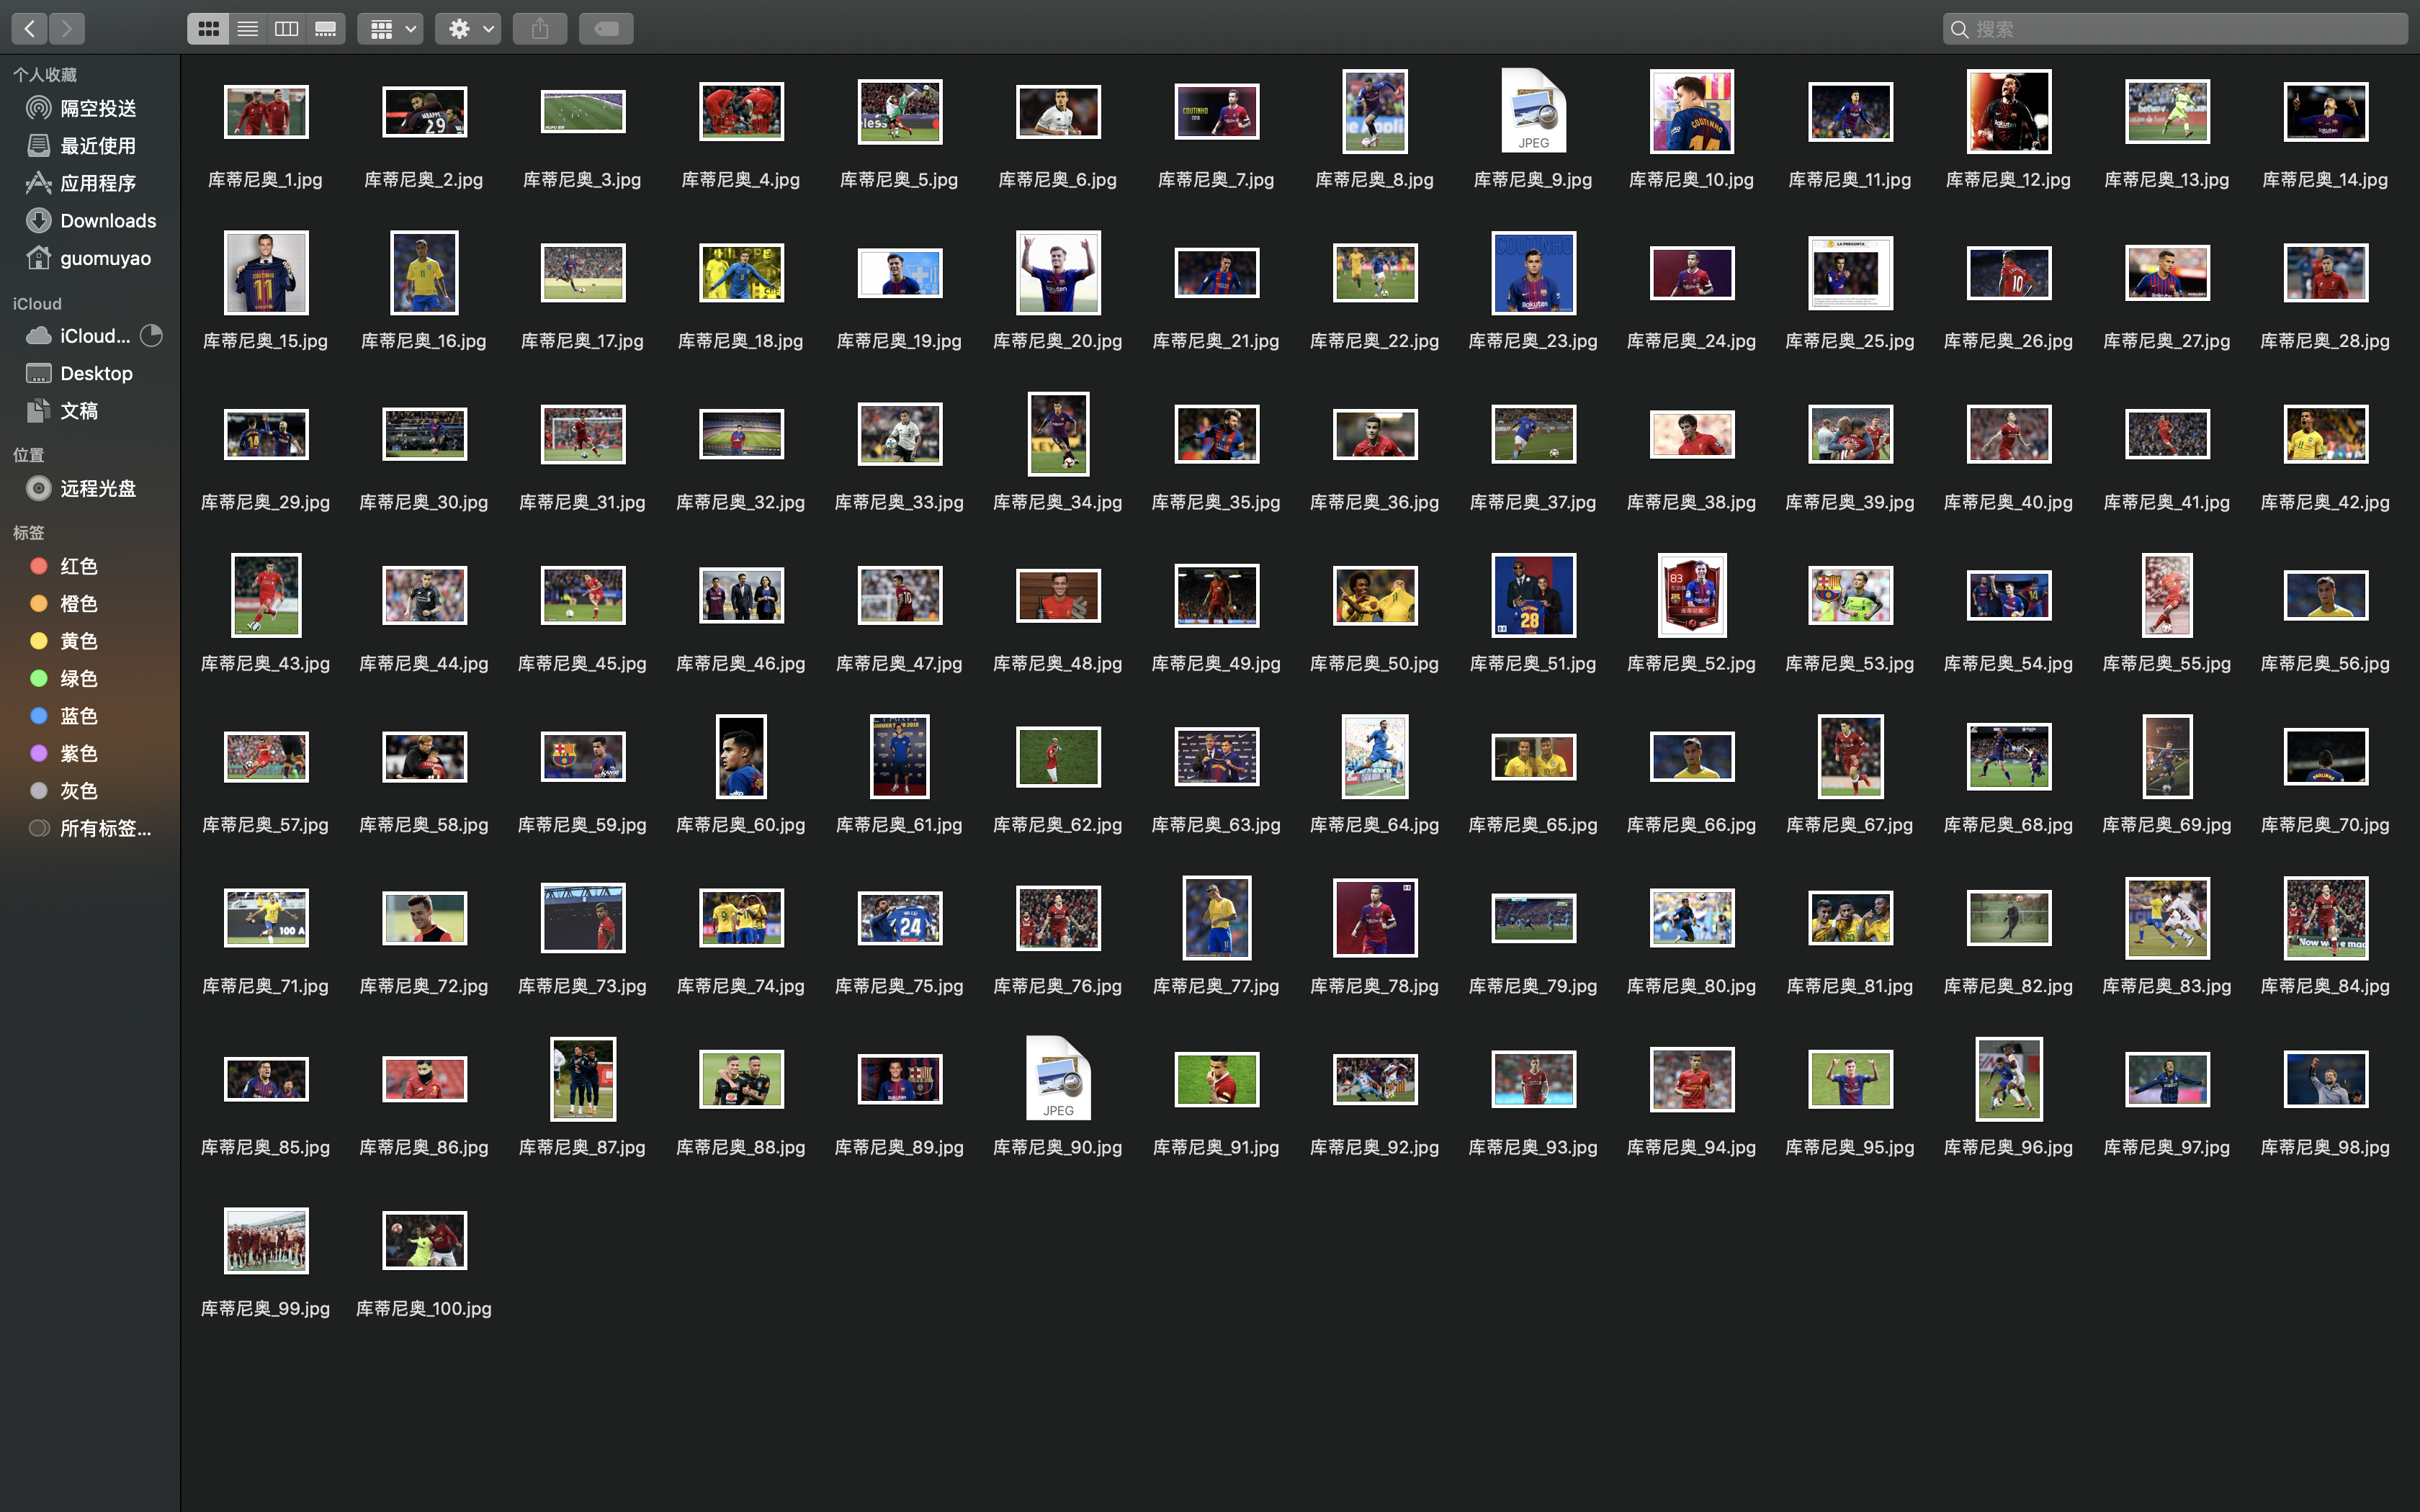 搜索
个人收藏
隔空投送
最近使用
应用程序
Downloads
guomuyao
iCloud
iCloud...
Desktop
文稿
位置
远程光盘
标签
红色
橙色
黄色
绿色
蓝色
紫色
灰色
所有标签...
JPEG
库蒂尼奥_1.jpg 库蒂尼奥_2.jpg 库蒂尼奥_3.jpg 库蒂尼奥_4.jpg 库蒂尼奥_5.jpg 库蒂尼奥_6.jpg 库蒂尼奥_7.jpg 库蒂尼奥_8.jpg 库蒂尼奥_9.jpg 库蒂尼奥_10.jpg 库蒂尼奥_11.jpg 库蒂尼奥_12.jpg 库蒂尼奥_13.jpg 库蒂尼奥_14.jpg
库蒂尼奥_15.jpg 库蒂尼奥_16.jpg 库蒂尼奥_17.jpg 库蒂尼奥_18.jpg 库蒂尼奥_19.jpg 库蒂尼奥_20.jpg 库蒂尼奥_21.jpg 库蒂尼奥_22.jpg 库蒂尼奥_23.jpg 库蒂尼奥_24.jpg 库蒂尼奥_25.jpg 库蒂尼奥_26.jpg 库蒂尼奥_27.jpg 库蒂尼奥_28.jpg
库蒂尼奥_29.jpg 库蒂尼奥_30.jpg 库蒂尼奥_31.jpg 库蒂尼奥_32.jpg 库蒂尼奥_33.jpg 库蒂尼奥_34.jpg 库蒂尼奥_35.jpg 库蒂尼奥_36.jpg 库蒂尼奥_37.jpg 库蒂尼奥_38.jpg 库蒂尼奥_39.jpg 库蒂尼奥_40.jpg 库蒂尼奥_41.jpg 库蒂尼奥_42.jpg
库蒂尼奥_43.jpg 库蒂尼奥_44.jpg 库蒂尼奥_45.jpg 库蒂尼奥_46.jpg 库蒂尼奥_47.jpg 库蒂尼奥_48.jpg 库蒂尼奥_49.jpg 库蒂尼奥_50.jpg 库蒂尼奥_51.jpg 库蒂尼奥_52.jpg 库蒂尼奥_53.jpg 库蒂尼奥_54.jpg 库蒂尼奥_55.jpg 库蒂尼奥_56.jpg
库蒂尼奥_57.jpg 库蒂尼奥_58.jpg 库蒂尼奥_59.jpg 库蒂尼奥_60.jpg 库蒂尼奥_61.jpg 库蒂尼奥_62.jpg 库蒂尼奥_63.jpg 库蒂尼奥_64.jpg 库蒂尼奥_65.jpg 库蒂尼奥_66.jpg 库蒂尼奥_67.jpg 库蒂尼奥_68.jpg 库蒂尼奥_69.jpg 库蒂尼奥_70.jpg
库蒂尼奥_71.jpg 库蒂尼奥_72.jpg 库蒂尼奥_73.jpg 库蒂尼奥_74.jpg 库蒂尼奥_75.jpg 库蒂尼奥_76.jpg 库蒂尼奥_77.jpg 库蒂尼奥_78.jpg 库蒂尼奥_79.jpg 库蒂尼奥_80.jpg 库蒂尼奥_81.jpg 库蒂尼奥_82.jpg 库蒂尼奥_83.jpg 库蒂尼奥_84.jpg
JPEG
库蒂尼奥_85.jpg 库蒂尼奥_86.jpg 库蒂尼奥_87.jpg 库蒂尼奥_88.jpg 库蒂尼奥_89.jpg 库蒂尼奥_90.jpg 库蒂尼奥_91.jpg 库蒂尼奥_92.jpg 库蒂尼奥_93.jpg 库蒂尼奥_94.jpg 库蒂尼奥_95.jpg 库蒂尼奥_96.jpg 库蒂尼奥_97.jpg 库蒂尼奥_98.jpg
库蒂尼奥_99.jpg 库蒂尼奥_100.jpg